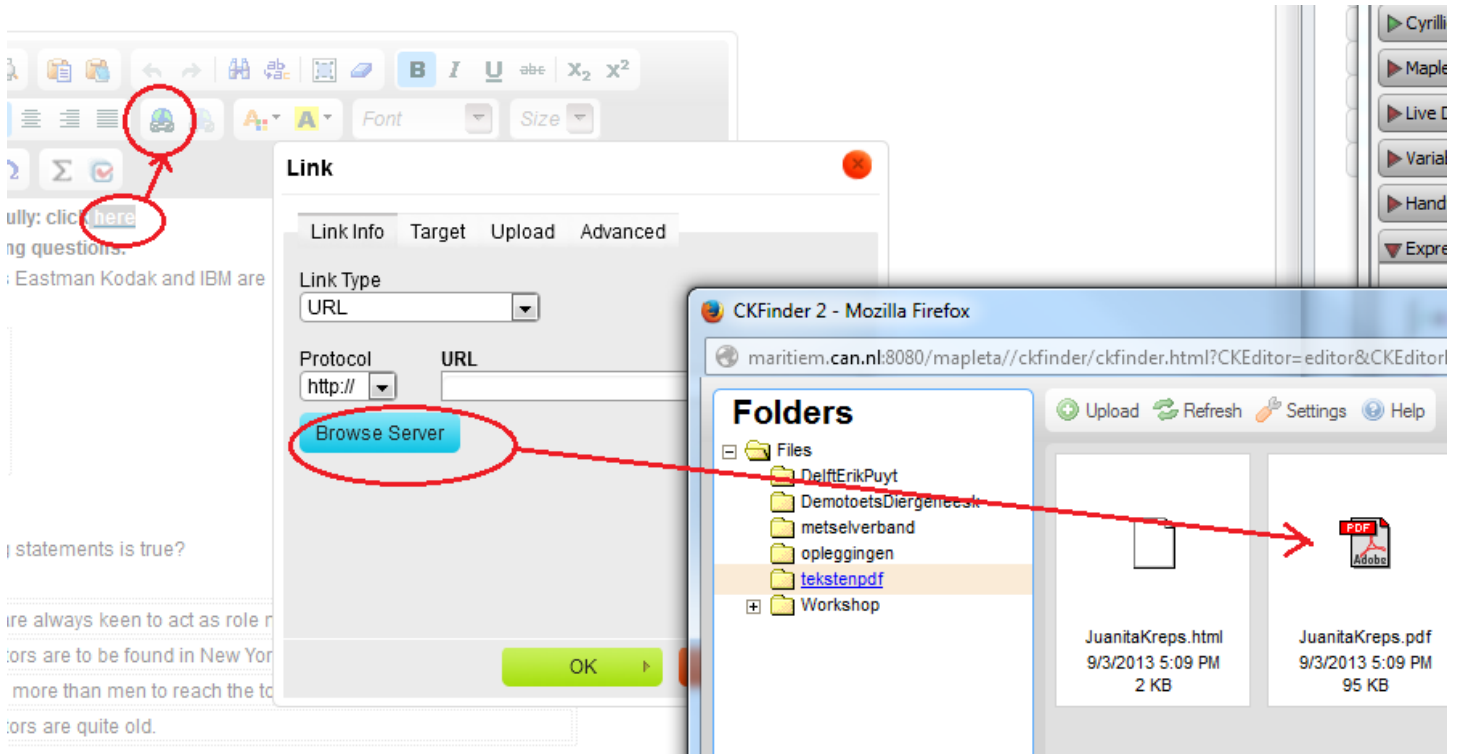 B I U abc X₂ X²
Font
Size
Σ
ully: click here
ng questions.
Eastman Kodak and IBM are
statements is true?
are always keen to act as role
tors are to be found in New Yor
more than men to reach the
tors are quite old.
Link
Link Info Target Upload Advanced
Link Type
URL
Protocol URL
http://
Browse Server
OK
CKFinder 2 - Mozilla Firefox
maritiem.can.nl:8080/mapleta//ckfinder/ckfinder.html?CKEditor=editor&CKEditor
Folders
Files
DelftErikPuyt
DemotoetsDiergeneesk
metselverband
opleggingen
tekstenpdf
Workshop
Upload Refresh Settings Help
PDF
Adobe
JuanitaKreps.html
9/3/2013 5:09 PM
2 KB
JuanitaKreps.pdf
9/3/2013 5:09 PM
95 KB
Cyrilli
Maple
Live D
Variab
Hand
Expre